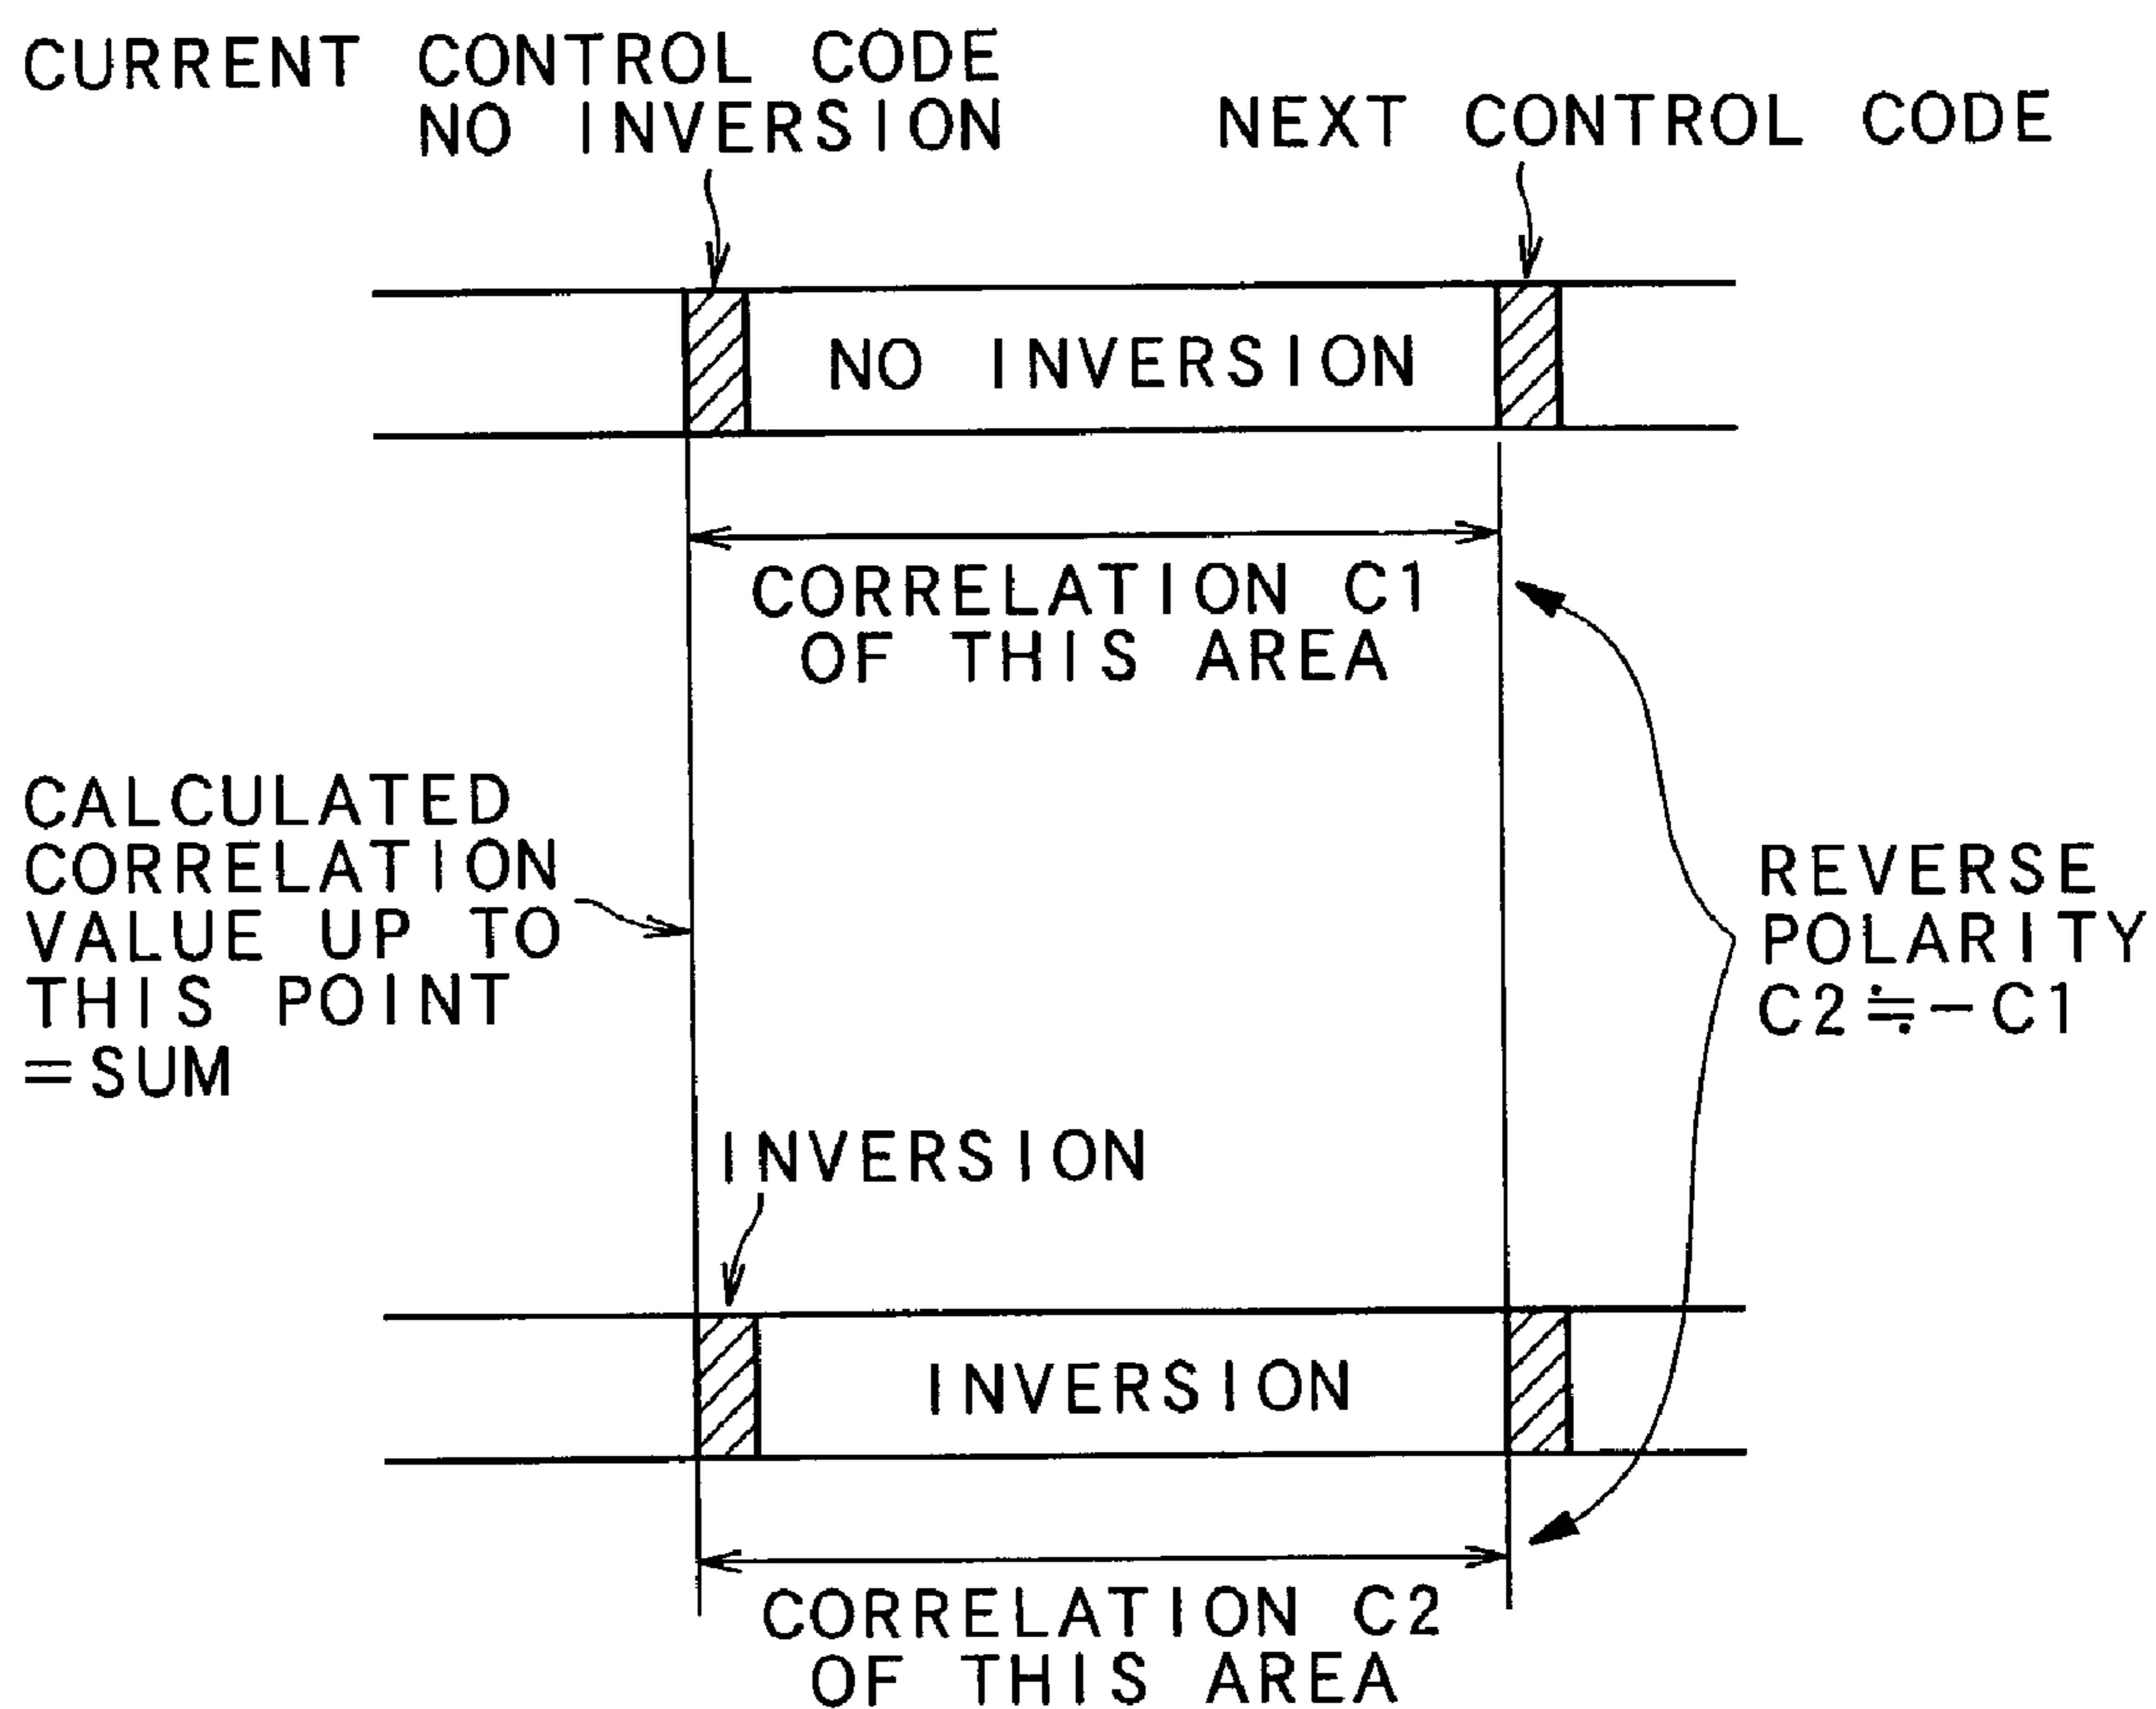 CURRENT CONTROL CODE
NO INVERSION
NEXT CONTROL CODE
NO INVERSION
CORRELATION C1
OF THIS AREA
CALCULATED
CORRELATION
VALUE UP TO
THIS POINT
=SUM
REVERSE
POLARITY
C2≒-C1
INVERSION
INVERSION
CORRELATION C2
OF THIS AREA